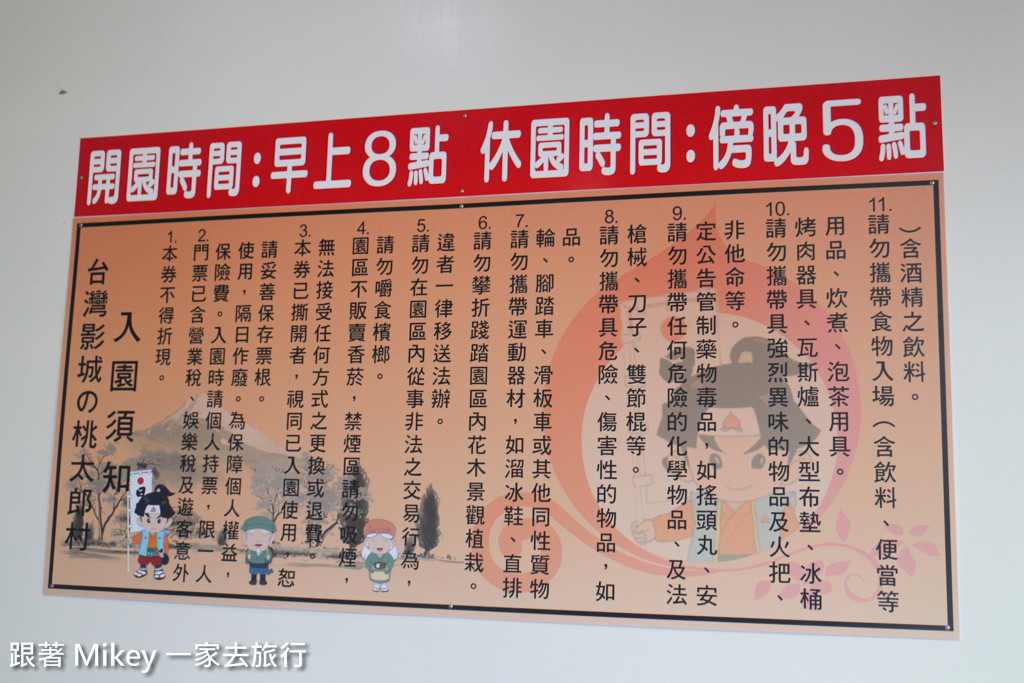 開園時間:早上8點 休園時間:傍晚5點
台灣影城の桃太郎村
入園須知
1.本券不得折現。
2.門票已含營業稅、娛樂稅及遊客意外
保險費。入園時請個人持票,限一人
使用,隔日作廢。為保障個人權益,
請妥善保存票根。
3.本券已撕開者,視同已入園使用,恕
無法接受任何方式之更換或退費。
4.園區不販賣香菸,禁煙區請勿吸煙,
請勿嚼食檳榔。
5.請勿在園區內從事非法之交易行為,
違者一律移送法辦。
6.請勿攀折踐踏園區內花木景觀植栽。
7.請勿攜帶運動器材,如溜冰鞋、直排
輪、腳踏車、滑板車或其他同性質物
品。
8.請勿攜帶具危險、傷害性的物品,如
槍械、刀子、雙節棍等。
9.請勿攜帶任何危險的化學物品、及法
定公告管制藥物毒品,如搖頭丸、安
非他命等。
10.請勿攜帶具強烈異味的物品及火把、
烤肉器具、瓦斯爐、大型布墊、冰桶
用品、炊煮、泡茶用具。
11.請勿攜帶食物入場(含飲料、便當等
)含酒精之飲料。
跟著 Mikey 一家去旅行